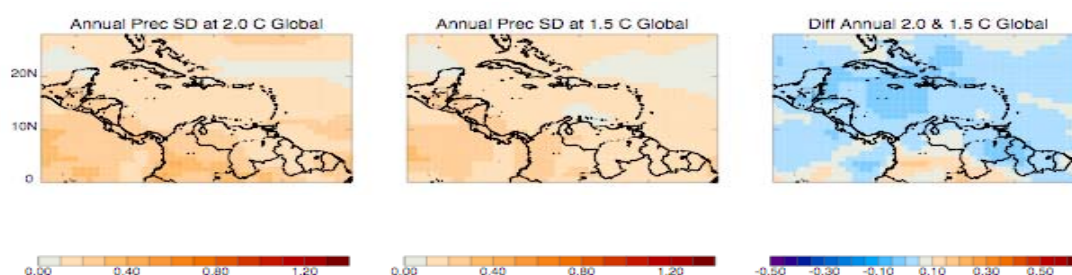 Annual Prec SD at 2.0 C Global
Annual Prec SD at 1.5 C Global
Diff Annual 2.0 & 1.5 C Global
20N
10N
0
0.00 0.40 0.80 1.20
0.00 0.40 0.80 1.20
-0.50 -0.30 -0.10 0.10 0.30 0.50